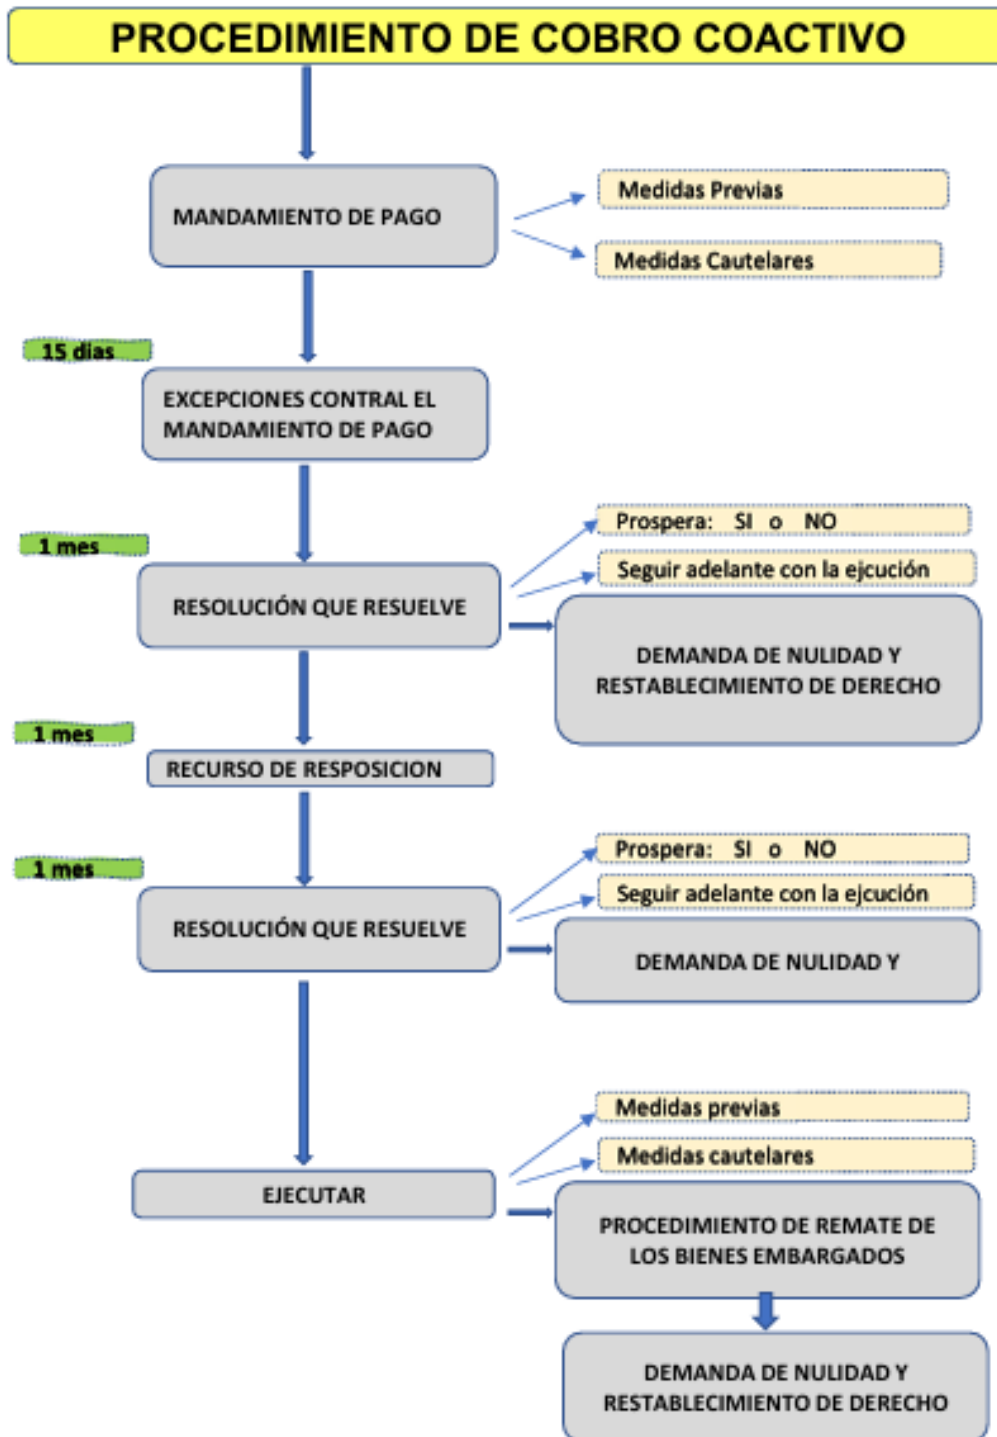 PROCEDIMIENTO DE COBRO COACTIVO
MANDAMIENTO DE PAGO
Medidas Previas
Medidas Cautelares
15 dias
EXCEPCIONES CONTRAL EL
MANDAMIENTO DE PAGO
1 mes
RESOLUCIÓN QUE RESUELVE
Prospera: SI o NO
Seguir adelante con la ejcución
DEMANDA DE NULIDAD Y
RESTABLECIMIENTO DE DERECHO
1 mes
RECURSO DE RESPOSICION
1 mes
RESOLUCIÓN QUE RESUELVE
Prospera: SI o NO
Seguir adelante con la ejcución
DEMANDA DE NULIDAD Y
EJECUTAR
Medidas previas
Medidas cautelares
PROCEDIMIENTO DE REMATE DE
LOS BIENES EMBARGADOS
DEMANDA DE NULIDAD Y
RESTABLECIMIENTO DE DERECHO